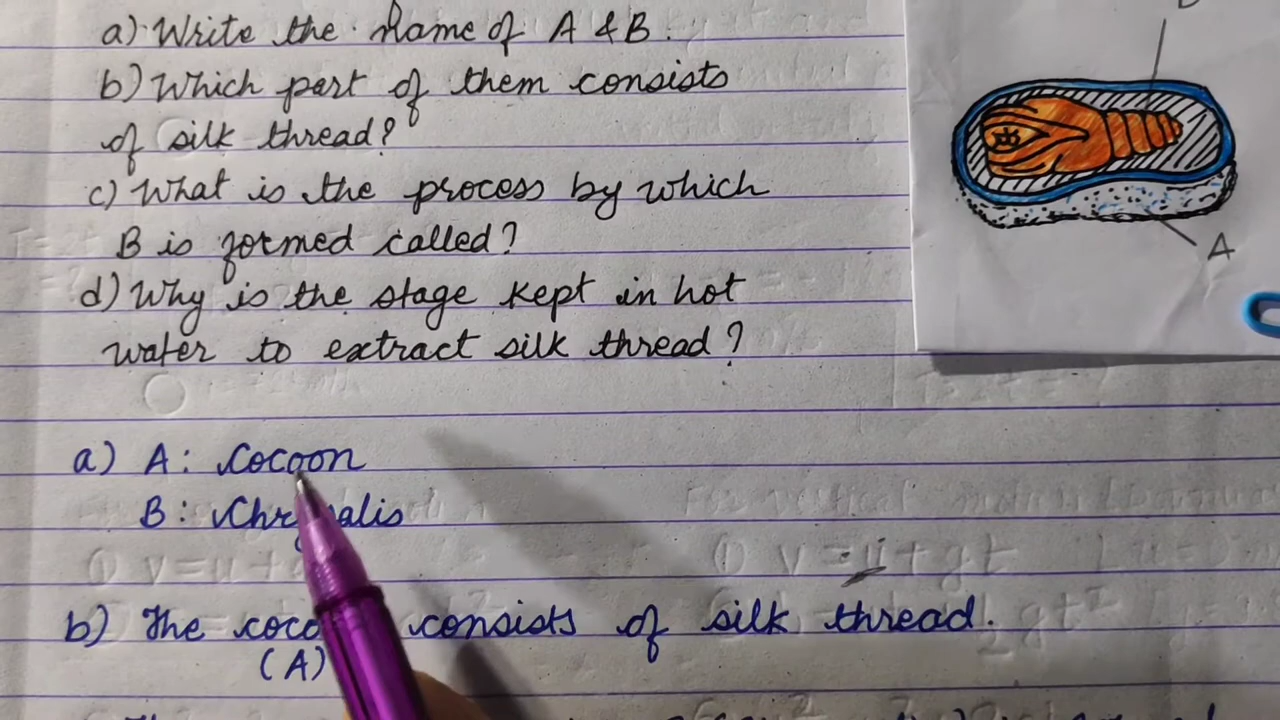 a) Write the name of A & B.
b) Which part of them consists
of silk thread?
c) What is the process by which
B is formed called?
d) Why is the stage kept in hot
water to extract silk thread?
A
a) A: Cocoon
B:
b) The consists of silk thread.
(A)